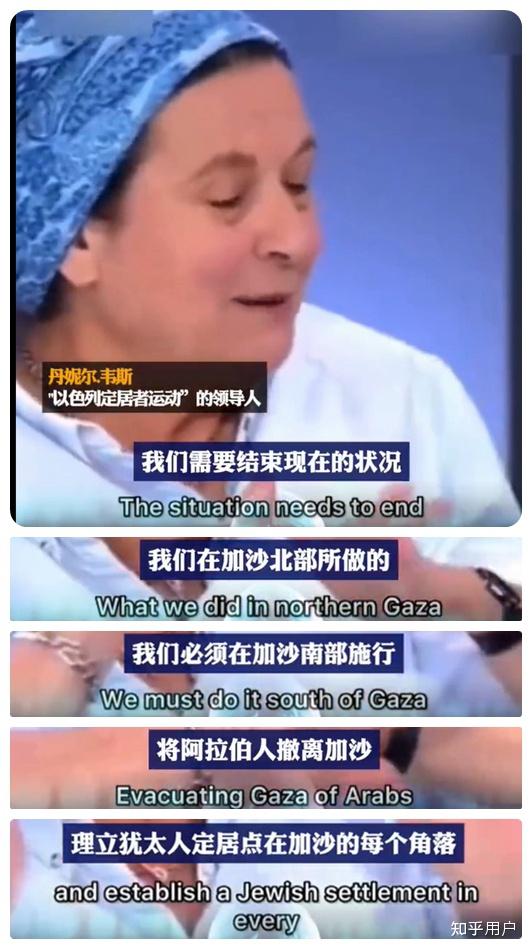 丹妮尔.韦斯
"以色列定居者运动”的领导人
我们需要结束现在的状况
The situation needs to end
我们在加沙北部所做的
What we did in northern Gaza
我们必须在加沙南部施行
We must do it south of Gaza
将阿拉伯人撤离加沙
Evacuating Gaza of Arabs
理立犹太人定居点在加沙的每个角落
and establish a Jewish settlement in
every
知乎用户